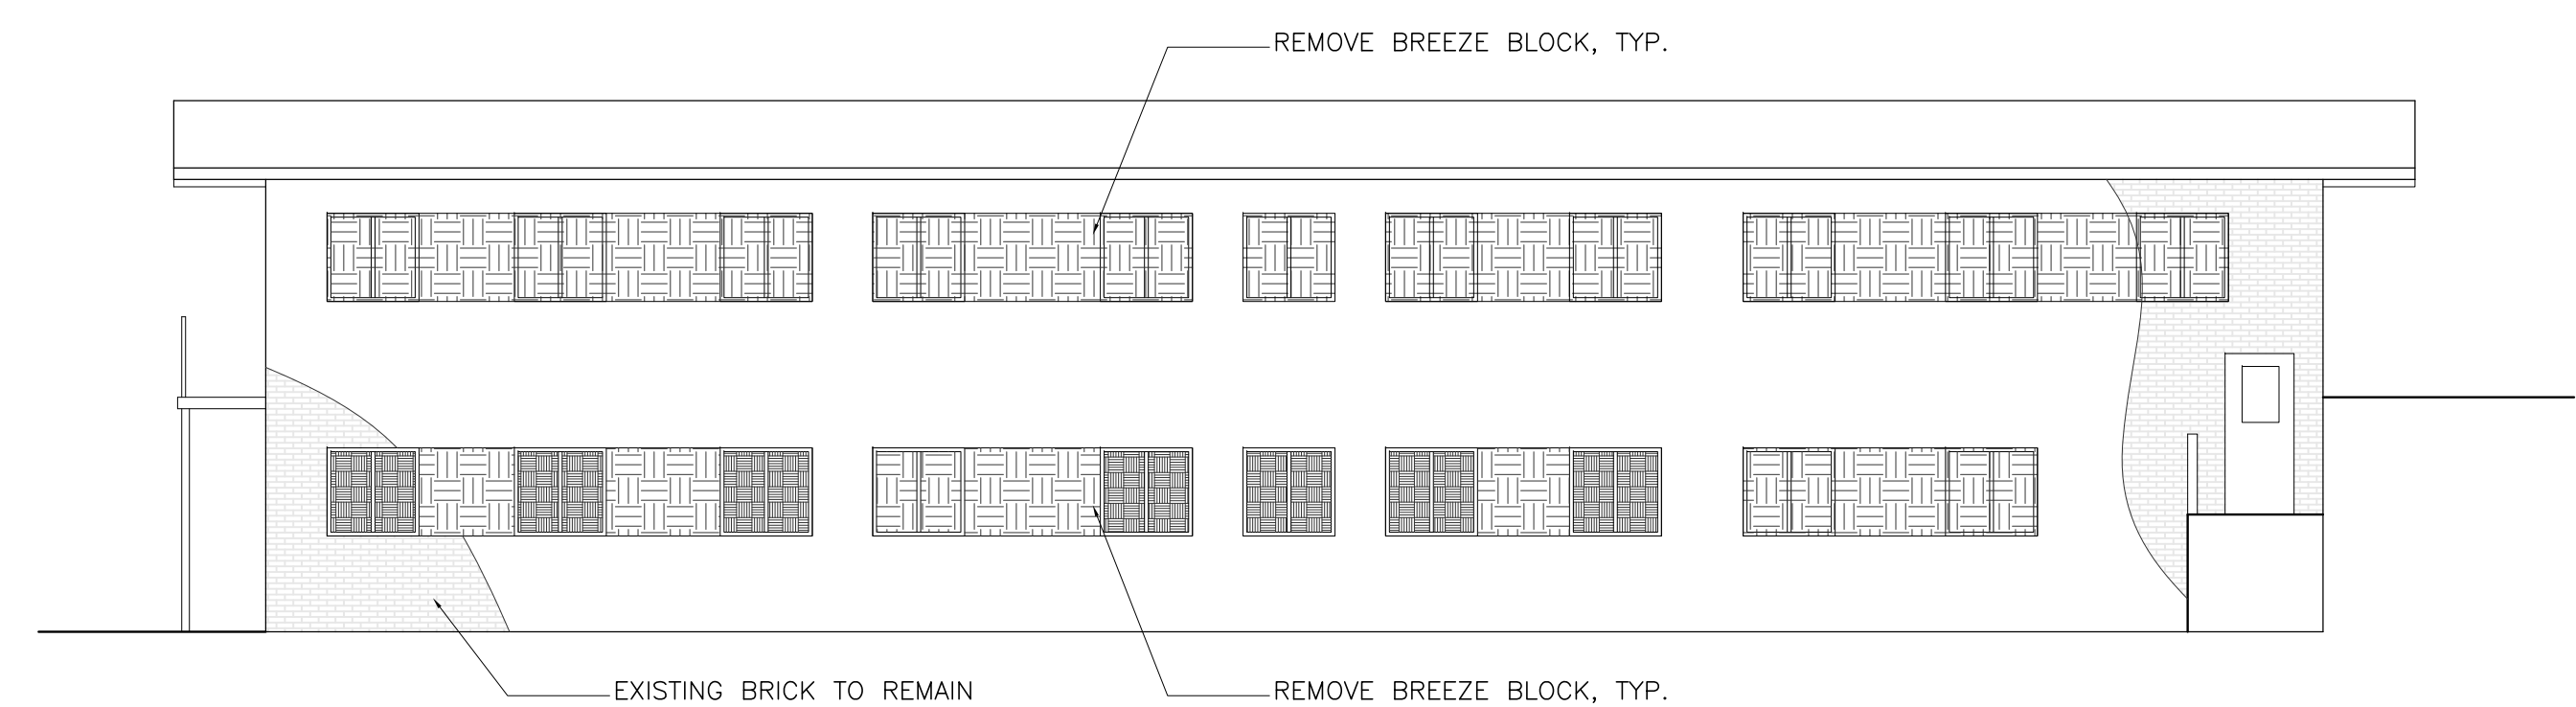 REMOVE BREEZE BLOCK, TYP.
EXISTING BRICK TO REMAIN
REMOVE BREEZE BLOCK, TYP.